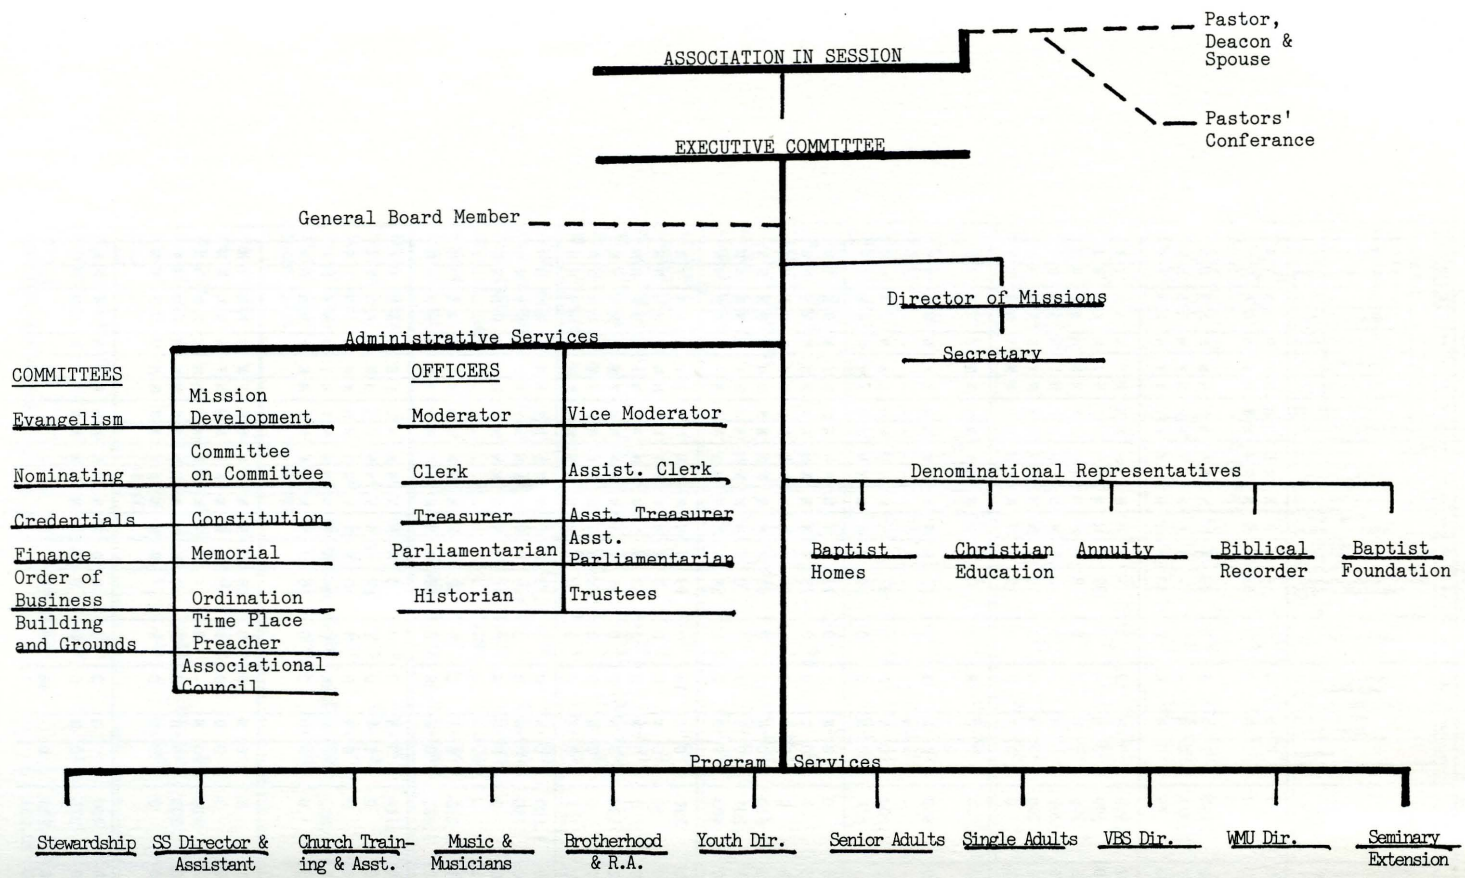 ASSOCIATION IN SESSION
Pastor,
Deacon &
Spouse
Pastors'
Conferance
EXECUTIVE COMMITTEE
General Board Member
Director of Missions
Secretary
Administrative Services
COMMITTEES
Evangelism
Nominating
Credentials
Finance
Order of
Business
Building
and Grounds
Mission
Development
Committee
on Committee
Constitution
Memorial
Ordination
Time Place
Preacher
Associational
Council
OFFICERS
Moderator
Clerk
Treasurer
Parliamentarian
Historian
Vice Moderator
Assist. Clerk
Asst. Treasurer
Asst.
Parliamentarian
Trustees
Denominational Representatives
Baptist
Homes
Christian
Education
Annuity
Biblical
Recorder
Baptist
Foundation
Program Services
Stewardship
SS Director &
Assistant
Church Train-
ing & Asst.
Music &
Musicians
Brotherhood
& R.A.
Youth Dir.
Senior Adults
Single Adults
VBS Dir.
WMU Dir.
Seminary
Extension